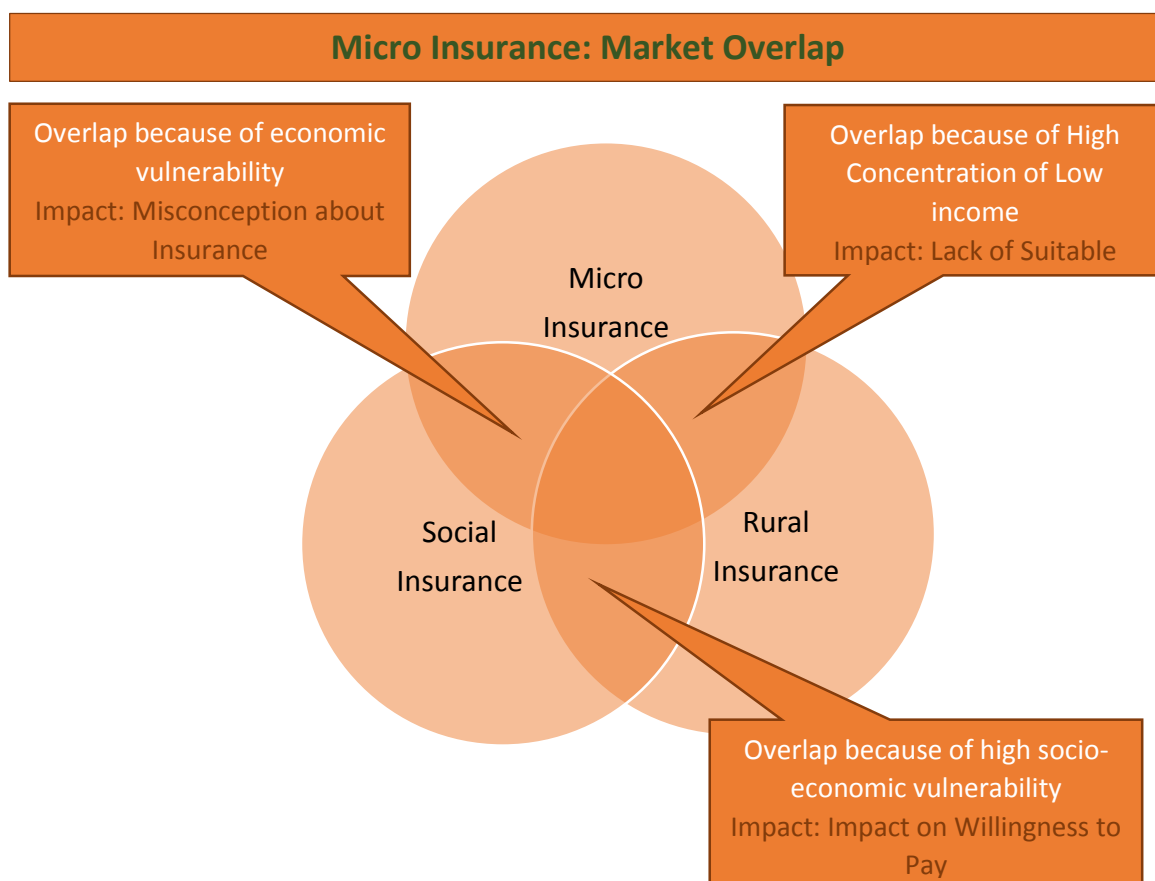 Micro Insurance: Market Overlap
Overlap because of economic
vulnerability
Impact: Misconception about
Insurance
Overlap because of High
Concentration of Low
income
Impact: Lack of Suitable
Micro
Insurance
Social
Insurance
Rural
Insurance
Overlap because of high socio-
economic vulnerability
Impact: Impact on Willingness to
Pay